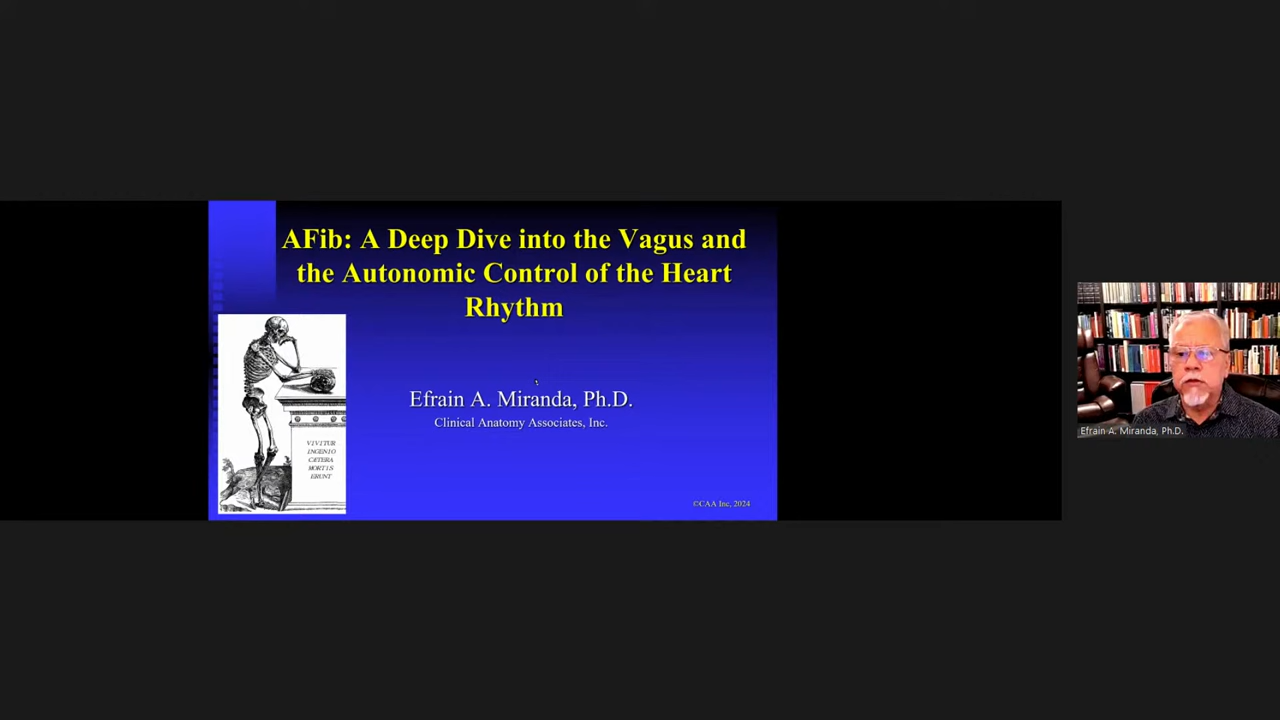 AFib: A Deep Dive into the Vagus and
the Autonomic Control of the Heart
Rhythm
Efrain A. Miranda, Ph.D.
Clinical Anatomy Associates, Inc.
VIVITUR
INGENIO
CÆTERA
MORTIS
ERUNT
©CAA Inc, 2024
Efrain A. Miranda, Ph.D.